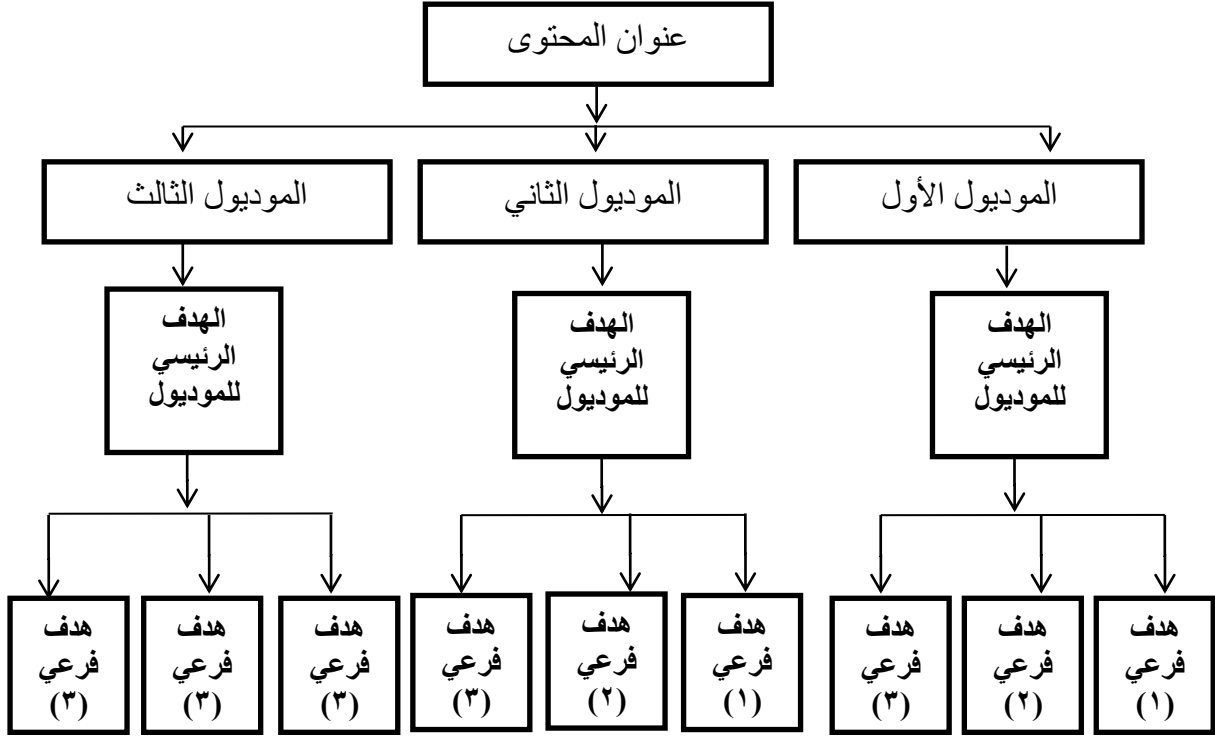 عنوان المحتوى
الموديول الأول
الموديول الثاني
الموديول الثالث
الهدف
الرئيسي
للموديول
الهدف
الرئيسي
للموديول
الهدف
الرئيسي
للموديول
هدف
فرعي
(١)
هدف
فرعي
(٢)
هدف
فرعي
(٣)
هدف
فرعي
(١)
هدف
فرعي
(٢)
هدف
فرعي
(٣)
هدف
فرعي
(٣)
هدف
فرعي
(٣)
هدف
فرعي
(٣)